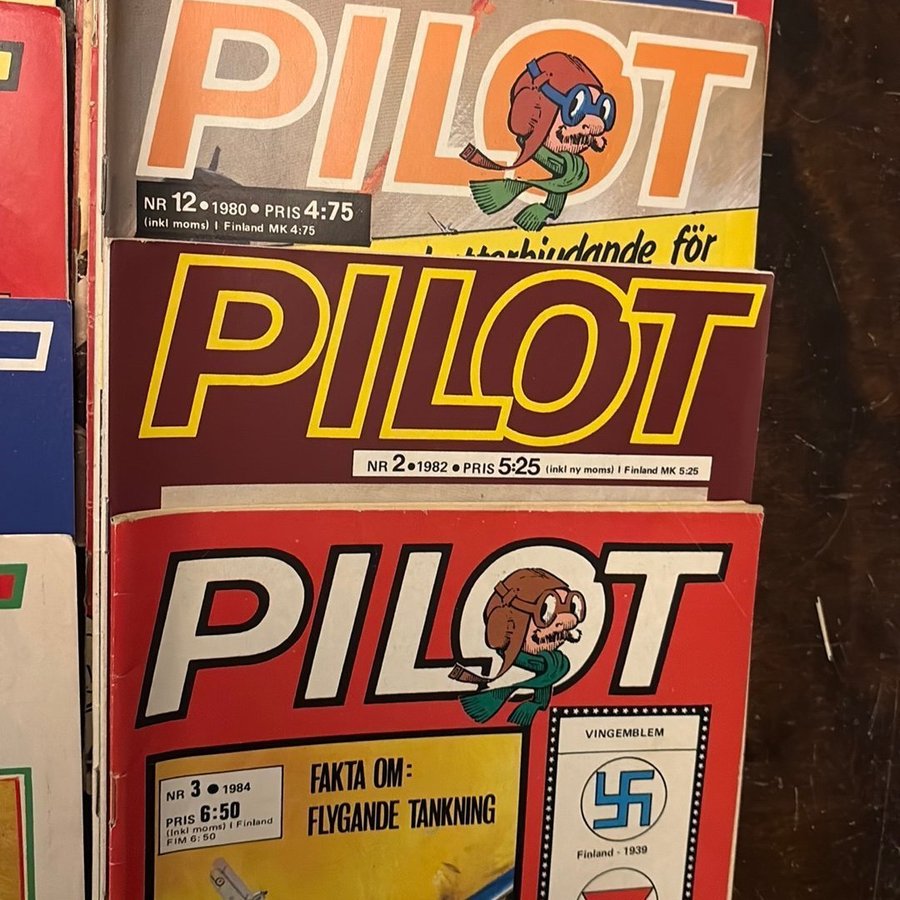 PILOT
NR 12 • 1980 • PRIS 4:75
(inkl moms) I Finland MK 4:75
för
PILOT
NR 2 • 1982 • PRIS 5:25 (inkl ny moms) I Finland MK 5:25
PILOT
NR 3 • 1984
PRIS 6:50
(Inkl moms) I Finland
FIM 6:50
FAKTA OM:
FLYGANDE TANKNING
VINGEMBLEM
Finland - 1939